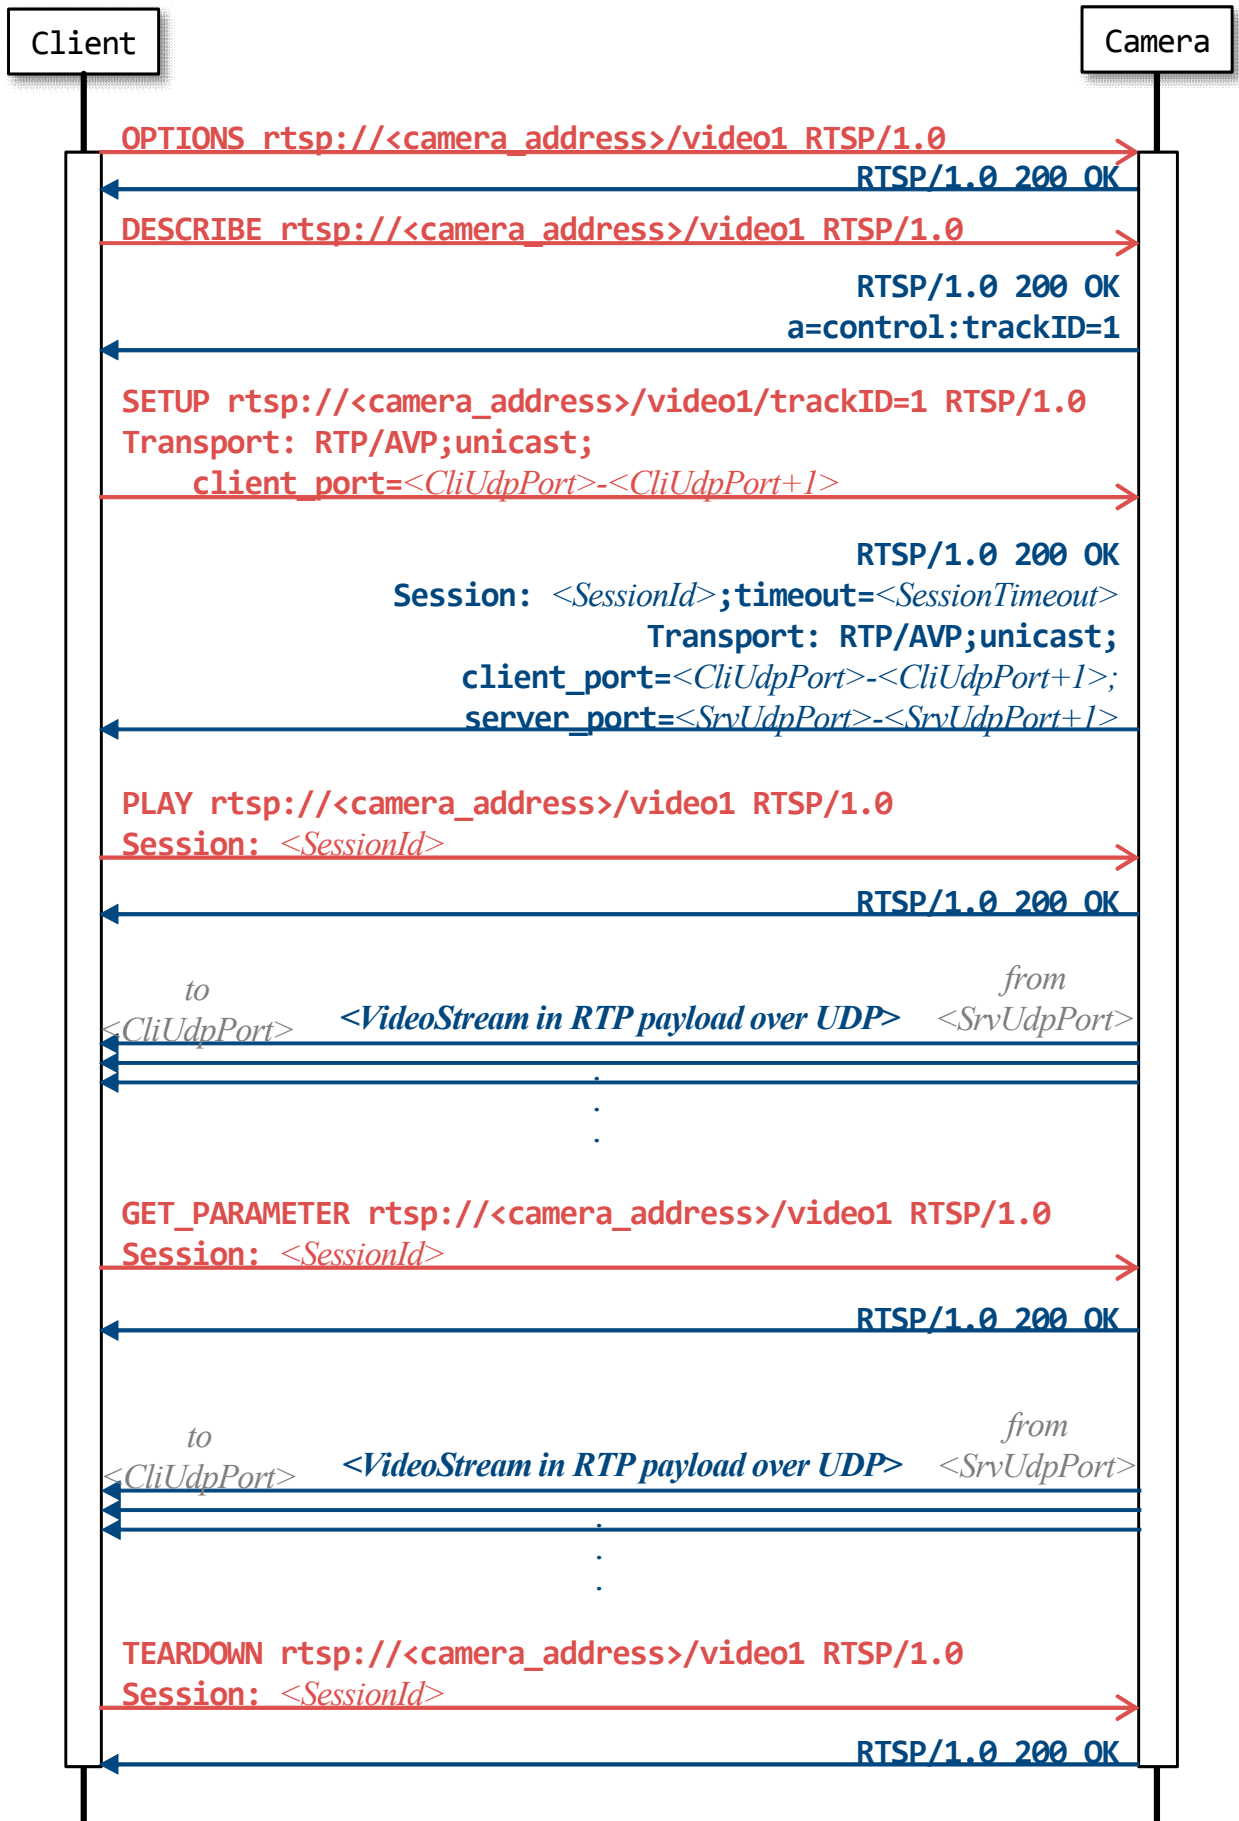 Client
Camera
OPTIONS rtsp://<camera_address>/video1 RTSP/1.0
RTSP/1.0 200 OK
DESCRIBE rtsp://<camera_address>/video1 RTSP/1.0
RTSP/1.0 200 OK
a=control:trackID=1
SETUP rtsp://<camera_address>/video1/trackID=1 RTSP/1.0
Transport: RTP/AVP;unicast;
client_port=<CliUdpPort>-<CliUdpPort+1>
RTSP/1.0 200 OK
Session: <SessionId>;timeout=<SessionTimeout>
Transport: RTP/AVP;unicast;
client_port=<CliUdpPort>-<CliUdpPort+1>;
server_port=<SrvUdpPort>-<SrvUdpPort+1>
PLAY rtsp://<camera_address>/video1 RTSP/1.0
Session: <SessionId>
RTSP/1.0 200 OK
to
<CliUdpPort>
<VideoStream in RTP payload over UDP>
from
<SrvUdpPort>
.
.
.
GET_PARAMETER rtsp://<camera_address>/video1 RTSP/1.0
Session: <SessionId>
RTSP/1.0 200 OK
to
<CliUdpPort>
<VideoStream in RTP payload over UDP>
from
<SrvUdpPort>
.
.
.
TEARDOWN rtsp://<camera_address>/video1 RTSP/1.0
Session: <SessionId>
RTSP/1.0 200 OK